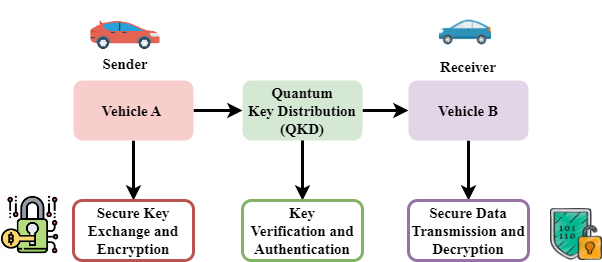 Sender
Receiver
Vehicle A
Quantum
Key Distribution
(QKD)
Vehicle B
Secure Key
Exchange and
Encryption
Key
Verification and
Authentication
Secure Data
Transmission and
Decryption
101
110